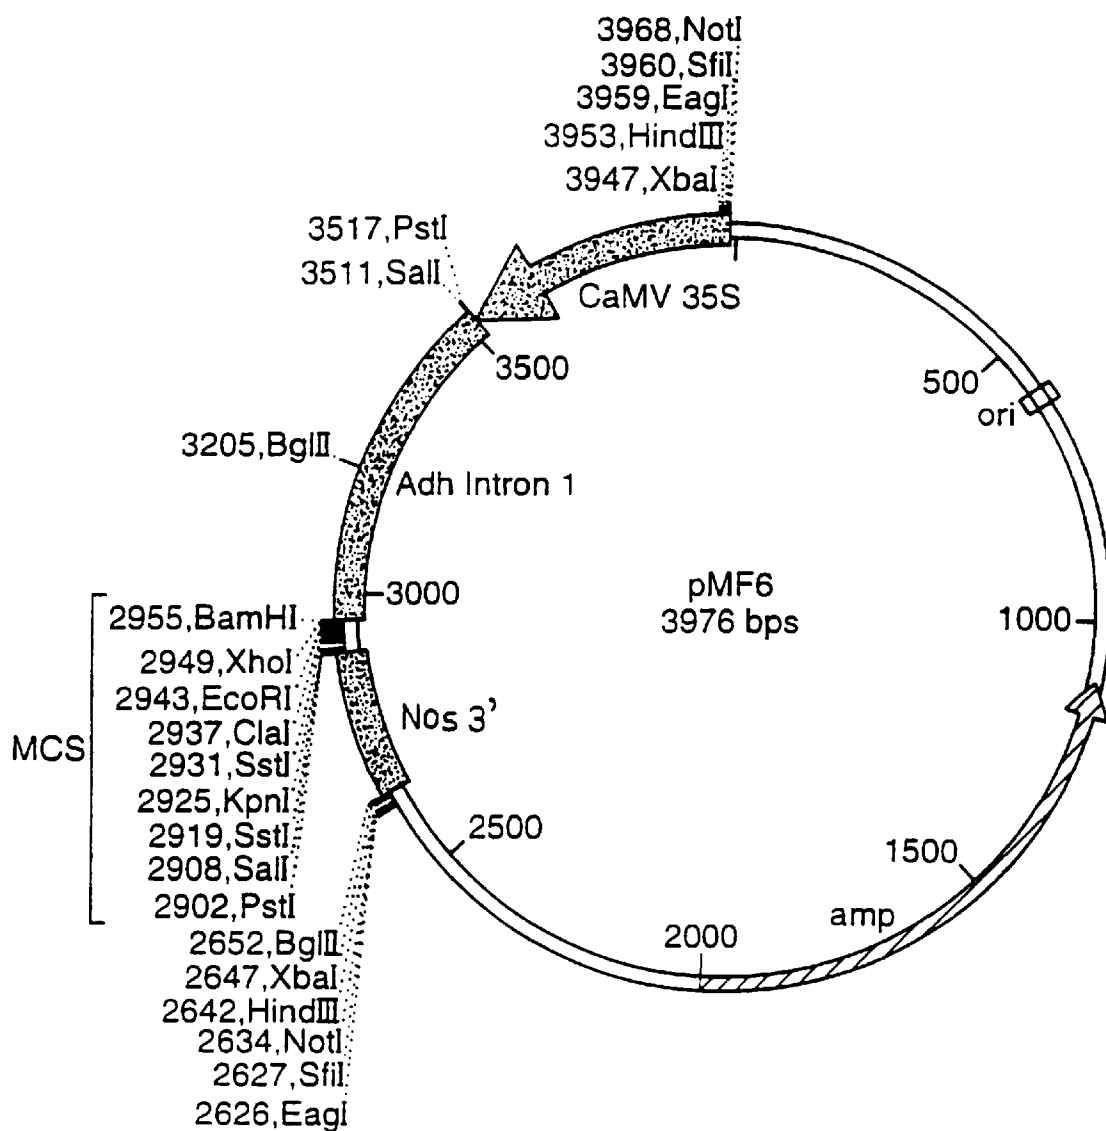 3968,NotI
3960,SfiI
3959,EagI
3953,HindIII
3947,XbaI
3517,PstI
3511,SalI
CaMV 35S
3500
500
ori
3205,BglII
Adh Intron 1
pMF6
3976 bps
3000
1000
MCS
2955,BamHI
2949,XhoI
2943,EcoRI
2937,ClaI
2931,SstI
2925,KpnI
2919,SstI
2908,SalI
2902,PstI
Nos 3'
2500
1500
amp
2000
2652,BglII
2647,XbaI
2642,HindIII
2634,NotI
2627,SfiI
2626,EagI